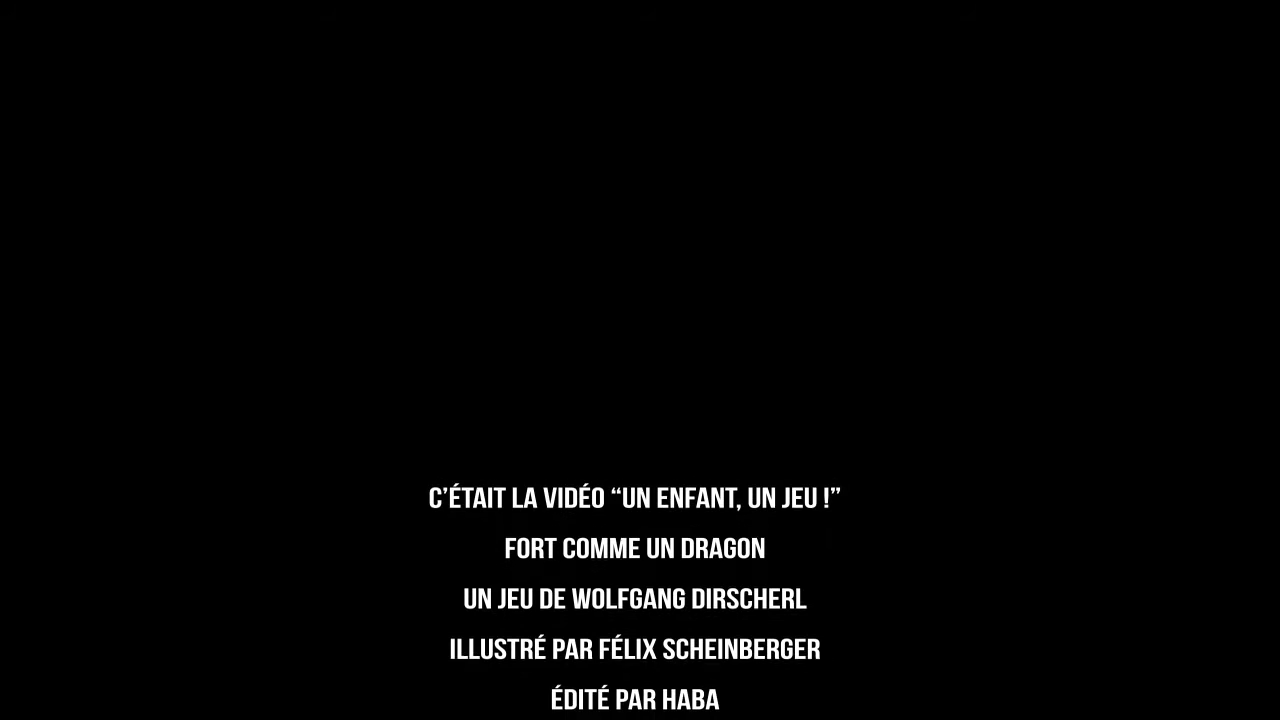 C’ÉTAIT LA VIDÉO “UN ENFANT, UN JEU !”
FORT COMME UN DRAGON
UN JEU DE WOLFGANG DIRSCHERL
ILLUSTRÉ PAR FÉLIX SCHEINBERGER
ÉDITÉ PAR HABA